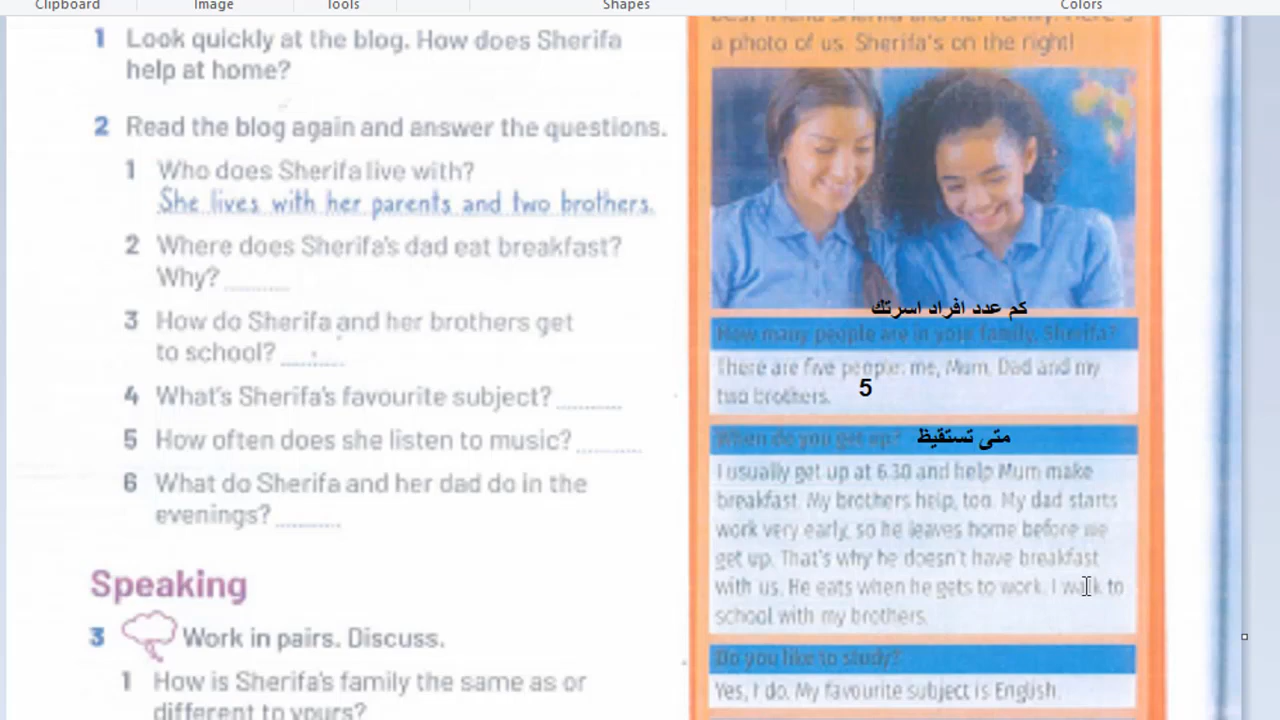 Clipboard
Image
Tools
Shapes
Colors
1 Look quickly at the blog. How does Sherifa
help at home?
2 Read the blog again and answer the questions.
1 Who does Sherifa live with?
She lives with her parents and two brothers.
2 Where does Sherifa's dad eat breakfast?
Why?
3 How do Sherifa and her brothers get
to school?
4 What's Sherifa's favourite subject?
5 How often does she listen to music?
6 What do Sherifa and her dad do in the
evenings?
Speaking
3 Work in pairs. Discuss.
1 How is Sherifa's family the same as or
different to yours?
best friend Sherifa and her family. Here's
a photo of us. Sherifa's on the right!
كم عدد افراد اسرتك
How many people are in your family, Sherifa?
There are five people: me, Mum, Dad and my
two brothers.
5
When do you get up?
متى تستقيظ
I usually get up at 6.30 and help Mum make
breakfast. My brothers help, too. My dad starts
work very early, so he leaves home before we
get up. That's why he doesn't have breakfast
with us. He eats when he gets to work. I walk to
school with my brothers.
Do you like to study?
Yes, I do. My favourite subject is English.